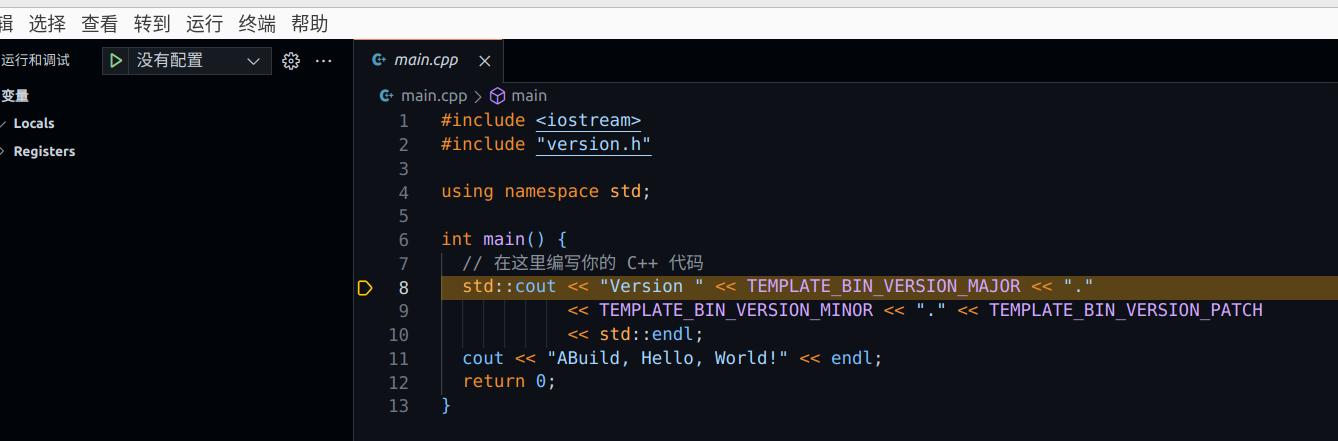 辑 选择 查看 转到 运行 终端 帮助
运行和调试 没有配置 ···
main.cpp
变量
main.cpp > main
Locals
Registers
1 #include <iostream>
2 #include "version.h"
3
4 using namespace std;
5
6 int main() {
7 // 在这里编写你的 C++ 代码
8 std::cout << "Version " << TEMPLATE_BIN_VERSION_MAJOR << "."
9 << TEMPLATE_BIN_VERSION_MINOR << "." << TEMPLATE_BIN_VERSION_PATCH
10 << std::endl;
11 cout << "ABuild, Hello, World!" << endl;
12 return 0;
13 }